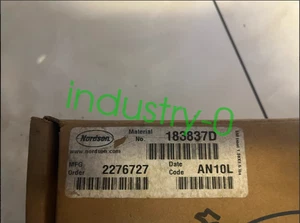 industry-0
Nordson
www.nordson.com
Material
No.
183837D
MFG
Order
2276727
Date
Code
AN10L